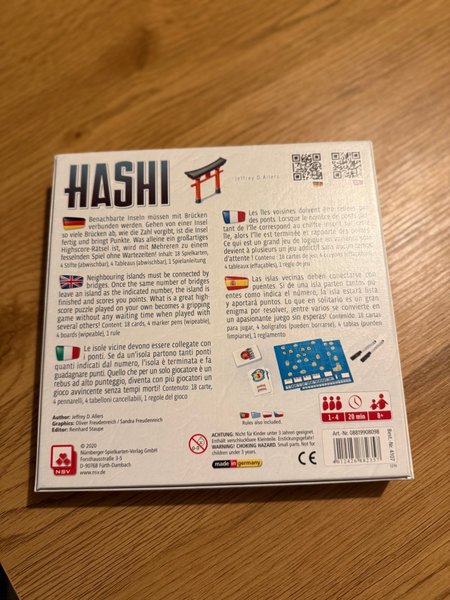 HASHI
Jeffrey D. Allers
Benachbarte Inseln müssen mit Brücken
verbunden werden. Gehen von einer Insel
so viele Brücken ab, wie die Zahl vorgibt, ist die Insel
fertig und bringt Punkte. Was alleine ein großartiges
Highscore-Rätsel ist, wird mit Mehreren zu einem
fesselnden Spiel ohne Wartezeiten! Inhalt: 18 Spielkarten,
4 Stifte (abwischbar), 4 Tableaus (abwischbar), 1 Spielanleitung
Neighbouring islands must be connected by
bridges. Once the same number of bridges
leave an island as the indicated number, the island is
finished and scores you points. What is a great high-
score puzzle played on your own becomes a gripping
game without any waiting time when played with
several others! Content: 18 cards, 4 marker pens (wipeable),
4 boards (wipeable), 1 rule
Le isole vicine devono essere collegate con
i ponti. Se da un'isola partono tanti ponti
quanti indicati dal numero, l'isola è terminata e fa
guadagnare punti. Quello che per un solo giocatore è un
rebus ad alto punteggio, diventa con più giocatori un
gioco avvincente senza tempi morti! Contenuto: 18 carte,
4 pennarelli, 4 tabelloni cancellabili, 1 regole del gioco
Les îles voisines doivent être reliées par
des ponts. Lorsque le nombre de ponts par-
tant de l'île correspond au chiffre inscrit sur l'île,
alors l'île est terminée et rapporte des points.
Ce qui est un grand jeu de logique en solitaire devient
à plusieurs un jeu addictif sans aucun temps
d'attente! Contenu: 18 cartes de jeu, 4 crayons (effaçables),
4 tableaux (effaçables), 1 règle du jeu
Las islas vecinas deben conectarse con
puentes. Si de una isla parten tantos pu-
entes como indica el número, la isla estará lista
y aportará puntos. Lo que en solitario es un gran
enigma por resolver, ¡entre varios se convierte en
un apasionante juego sin esperas! Contenido: 18 cartas
para jugar, 4 bolígrafos (pueden borrarse), 4 tablas (pueden
limpiarse), 1 reglamento
Author: Jeffrey D. Allers
Graphics: Oliver Freudenreich / Sandra Freudenreich
Editing: Reinhard Staupe
NSV
© 2020
Nürnberger-Spielkarten-Verlag GmbH
Forsthausstraße 3-5
D-90768 Fürth-Dambach
www.nsv.de
Rules also included.
ACHTUNG: Nicht für Kinder unter 3 Jahren geeignet.
Enthält verschluckbare Kleinteile. Erstickungsgefahr!
WARNING! CHOKING HAZARD. Small parts. Not for
children under 3 years.
made in germany
CE
1-4
20 min
8+
Art.-Nr. 08819908098
Best. Nr. 4107
4 012426 882357